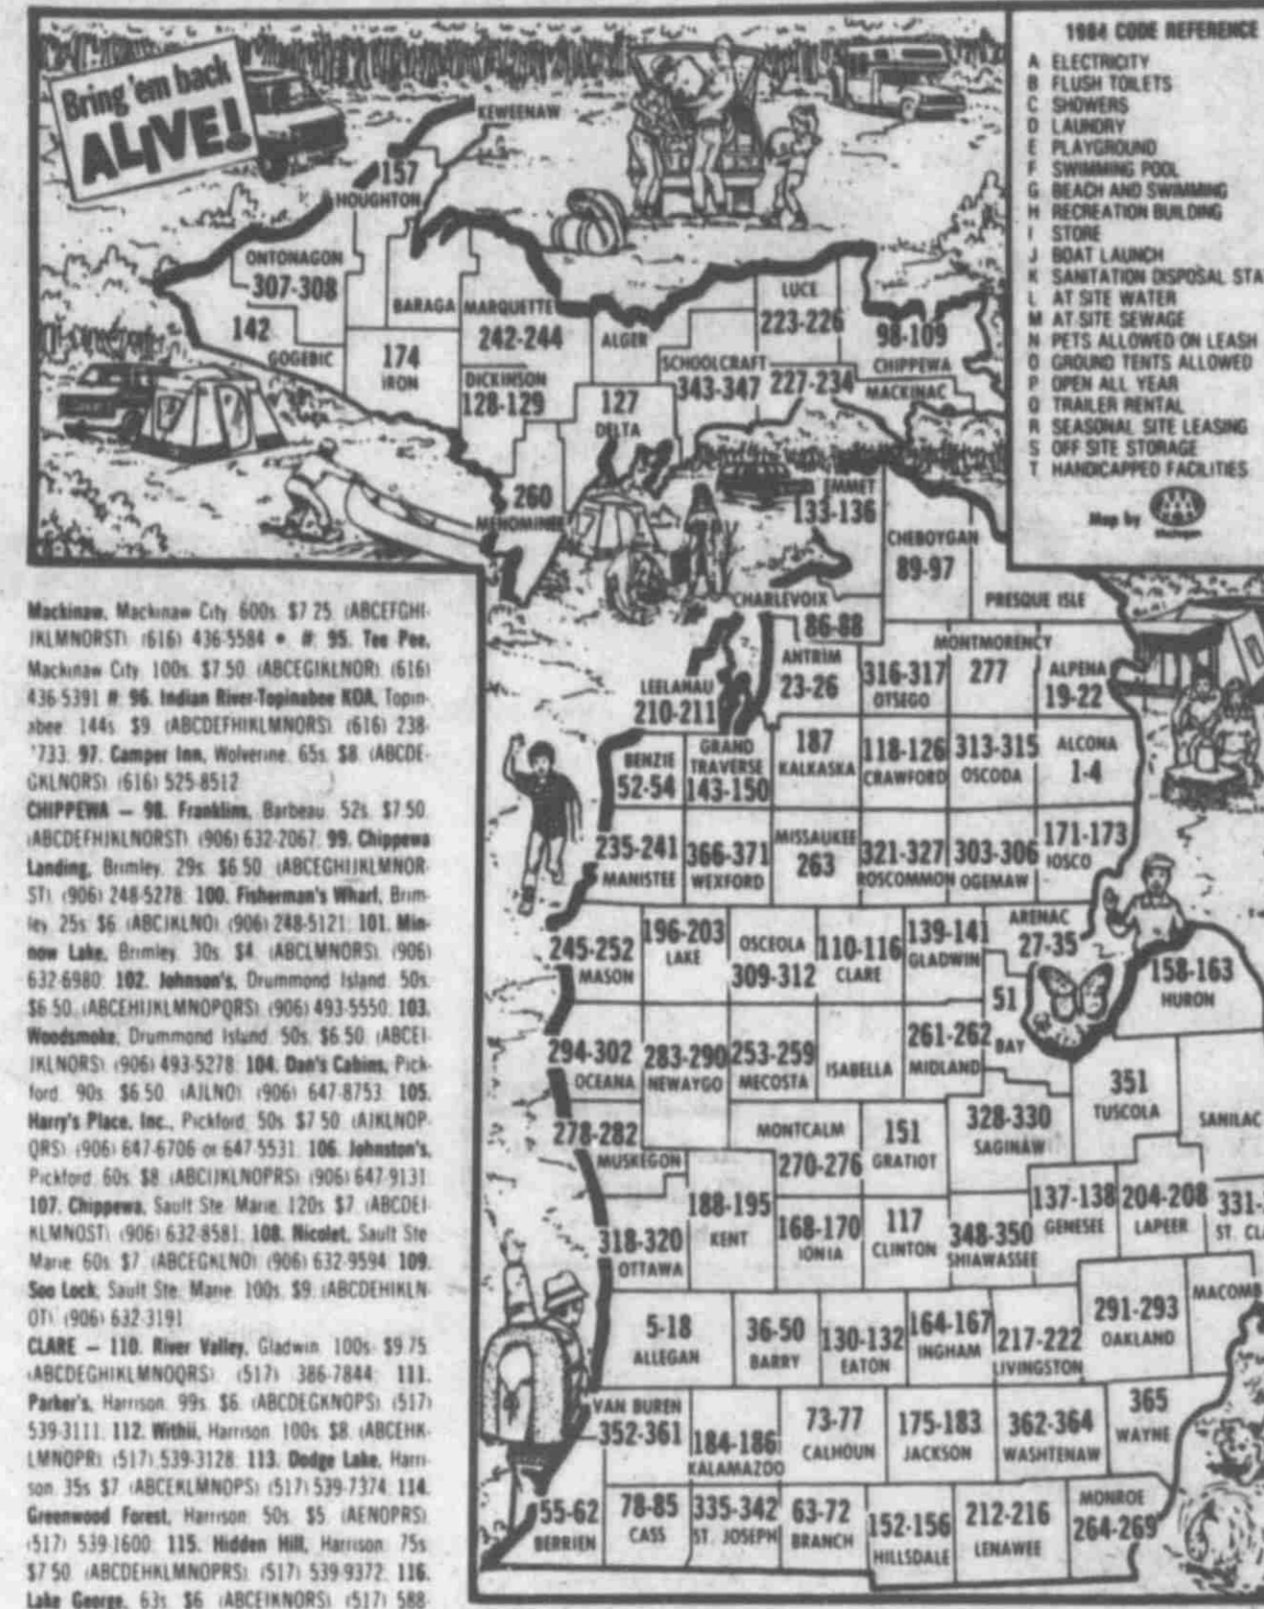 Bring 'em back
ALIVE!
1984 CODE REFERENCE
A ELECTRICITY
B FLUSH TOILETS
C SHOWERS
D LAUNDRY
E PLAYGROUND
F SWIMMING POOL
G BEACH AND SWIMMING
H RECREATION BUILDING
I STORE
J BOAT LAUNCH
K SANITATION DISPOSAL STA
L AT SITE WATER
M AT SITE SEWAGE
N PETS ALLOWED ON LEASH
O GROUND TENTS ALLOWED
P OPEN ALL YEAR
Q TRAILER RENTAL
R SEASONAL SITE LEASING
S OFF SITE STORAGE
T HANDICAPPED FACILITIES
Map by
Michigan
KEWEENAW
157
HOUGHTON
ONTONAGON
307-308
BARAGA
MARQUETTE
242-244
ALGER
LUCE
223-226
98-109
CHIPPEWA
142
GOGEBIC
174
IRON
DICKINSON
128-129
SCHOOLCRAFT
343-347
227-234
MACKINAC
127
DELTA
260
MENOMINEE
EMMET
133-136
CHEBOYGAN
89-97
PRESQUE ISLE
CHARLEVOIX
86-88
ANTRIM
23-26
316-317
OTSEGO
MONTMORENCY
277
ALPENA
19-22
LEELANAU
210-211
BENZIE
52-54
GRAND
TRAVERSE
143-150
187
KALKASKA
118-126
CRAWFORD
313-315
OSCODA
ALCONA
1-4
235-241
MANISTEE
366-371
WEXFORD
MISSAUKEE
263
321-327
ROSCOMMON
303-306
OGEMAW
171-173
IOSCO
245-252
MASON
196-203
LAKE
OSCEOLA
309-312
110-116
CLARE
139-141
GLADWIN
ARENAC
27-35
51
BAY
158-163
HURON
294-302
OCEANA
283-290
NEWAYGO
253-259
MECOSTA
ISABELLA
261-262
MIDLAND
351
TUSCOLA
SANILAC
278-282
MUSKEGON
MONTCALM
270-276
151
GRATIOT
328-330
SAGINAW
318-320
OTTAWA
188-195
KENT
168-170
IONIA
117
CLINTON
348-350
SHIAWASSEE
137-138
GENESEE
204-208
LAPEER
331-
ST. CL
5-18
ALLEGAN
36-50
BARRY
130-132
EATON
164-167
INGHAM
217-222
LIVINGSTON
291-293
OAKLAND
MACOMB
VAN BUREN
352-361
184-186
KALAMAZOO
73-77
CALHOUN
175-183
JACKSON
362-364
WASHTENAW
365
WAYNE
55-62
BERRIEN
78-85
CASS
335-342
ST. JOSEPH
63-72
BRANCH
152-156
HILLSDALE
212-216
LENAWEE
MONROE
264-269
Mackinaw, Mackinaw City. 600s. $7.25. (ABCEFGHI-
JKLMNORST). (616) 436-5584 • #. 95. Tee Pee,
Mackinaw City. 100s. $7.50. (ABCEGIKLNOR). (616)
436-5391 #. 96. Indian River-Topinabee KOA, Topin-
abee. 144s. $9. (ABCDEFHIKLMNORS). (616) 238-
'733. 97. Camper Inn, Wolverine. 65s. $8. (ABCDE-
GKLNORS). (616) 525-8512.
CHIPPEWA — 98. Franklins, Barbeau. 52s. $7.50.
(ABCDEFHIKLNORST). (906) 632-2067. 99. Chippewa
Landing, Brimley. 29s. $6.50. (ABCEGHIJKLMNOR-
ST). (906) 248-5278. 100. Fisherman's Wharf, Brim-
ley. 25s. $6. (ABCJKLNO). (906) 248-5121. 101. Min-
now Lake, Brimley. 30s. $4. (ABCLMNORS). (906)
632-6980. 102. Johnson's, Drummond Island. 50s.
$6.50. (ABCEHIJKLMNOPQRS). (906) 493-5550. 103.
Woodsmoke, Drummond Island. 50s. $6.50. (ABCEI-
JKLNORS). (906) 493-5278. 104. Dan's Cabins, Pick-
ford. 90s. $6.50. (AJLNO). (906) 647-8753. 105.
Harry's Place, Inc., Pickford. 50s. $7.50. (AIKLNOP-
QRS). (906) 647-6706 or 647-5531. 106. Johnston's,
Pickford. 60s. $8. (ABCIJKLNOPRS). (906) 647-9131.
107. Chippewa, Sault Ste. Marie. 120s. $7. (ABCDEI-
KLMNOST). (906) 632-8581. 108. Nicolet, Sault Ste.
Marie. 60s. $7. (ABCEGKLNO). (906) 632-9594. 109.
Soo Lock, Sault Ste. Marie. 100s. $9. (ABCDEHIKLN-
OT). (906) 632-3191.
CLARE — 110. River Valley, Gladwin. 100s. $9.75.
(ABCDEGHIKLMNOQRS). (517) 386-7844. 111.
Parker's, Harrison. 99s. $6. (ABCDEGKNOPS). (517)
539-3111. 112. Withii, Harrison. 100s. $8. (ABCEHK-
LMNOPR). (517) 539-3128. 113. Dodge Lake, Harri-
son. 35s. $7. (ABCEKLMNOPS). (517) 539-7374. 114.
Greenwood Forest, Harrison. 50s. $5. (AENOPRS).
(517) 539-1600. 115. Hidden Hill, Harrison. 75s.
$7.50. (ABCDEHKLMNOPRS). (517) 539-9372. 116.
Lake George, 63s. $6. (ABCEIKNORS). (517) 588-